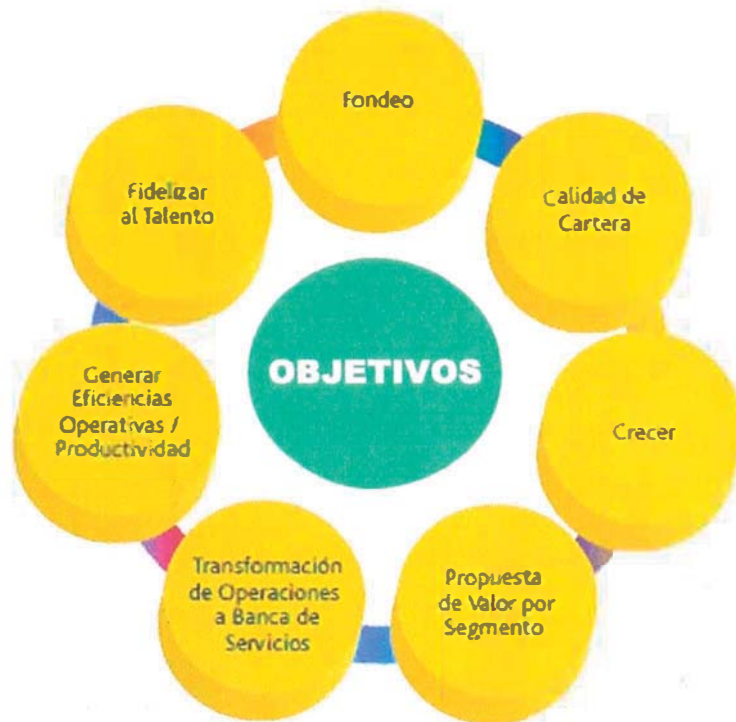 Fondeo
Calidad de
Cartera
Crecer
Propuesta
de Valor por
Segmento
Transformación
de Operaciones
a Banca de
Servicios
Generar
Eficiencias
Operativas /
Productividad
Fidelizar
al Talento
OBJETIVOS